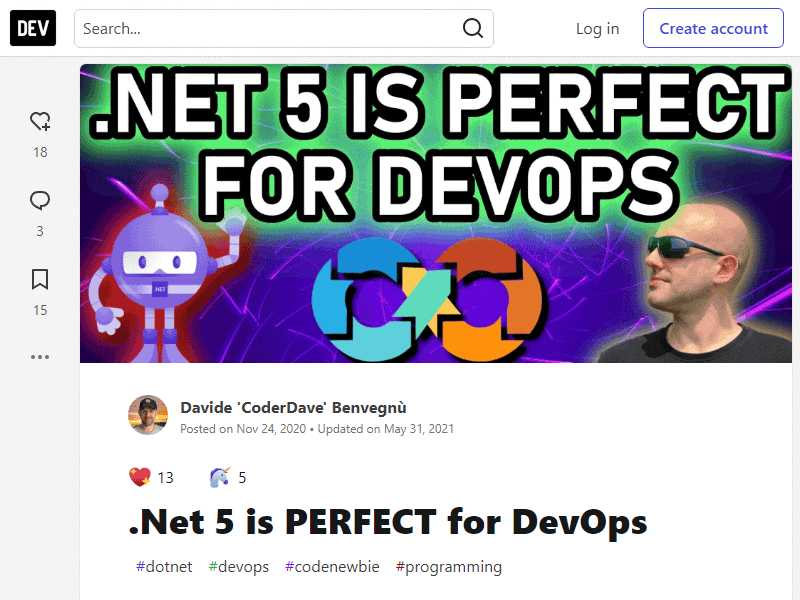 DEV
Search...
Log in
Create account
.NET 5 IS PERFECT
FOR DEVOPS
.NET
18
3
15
Davide 'CoderDave' Benvegnù
Posted on Nov 24, 2020 • Updated on May 31, 2021
13
5
.Net 5 is PERFECT for DevOps
#dotnet #devops #codenewbie #programming